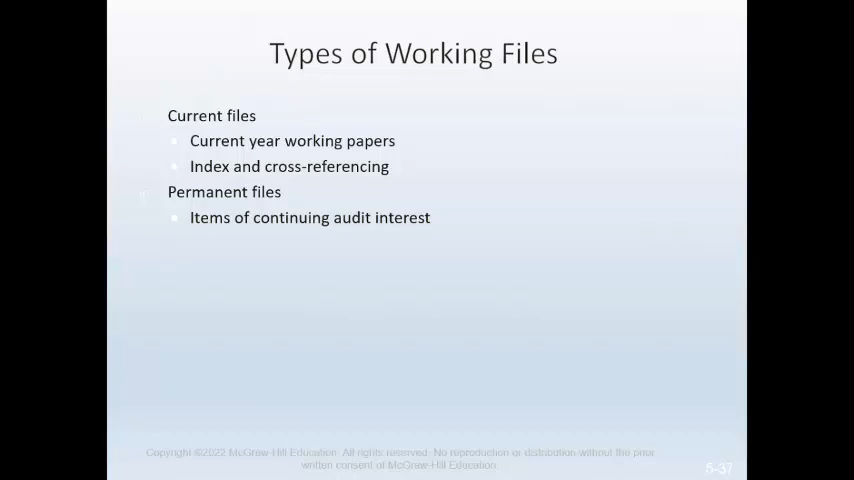 Types of Working Files
Current files
Current year working papers
Index and cross-referencing
Permanent files
Items of continuing audit interest
Copyright ©2022 McGraw-Hill Education. All rights reserved. No reproduction or distribution without the prior
written consent of McGraw-Hill Education.
5-37